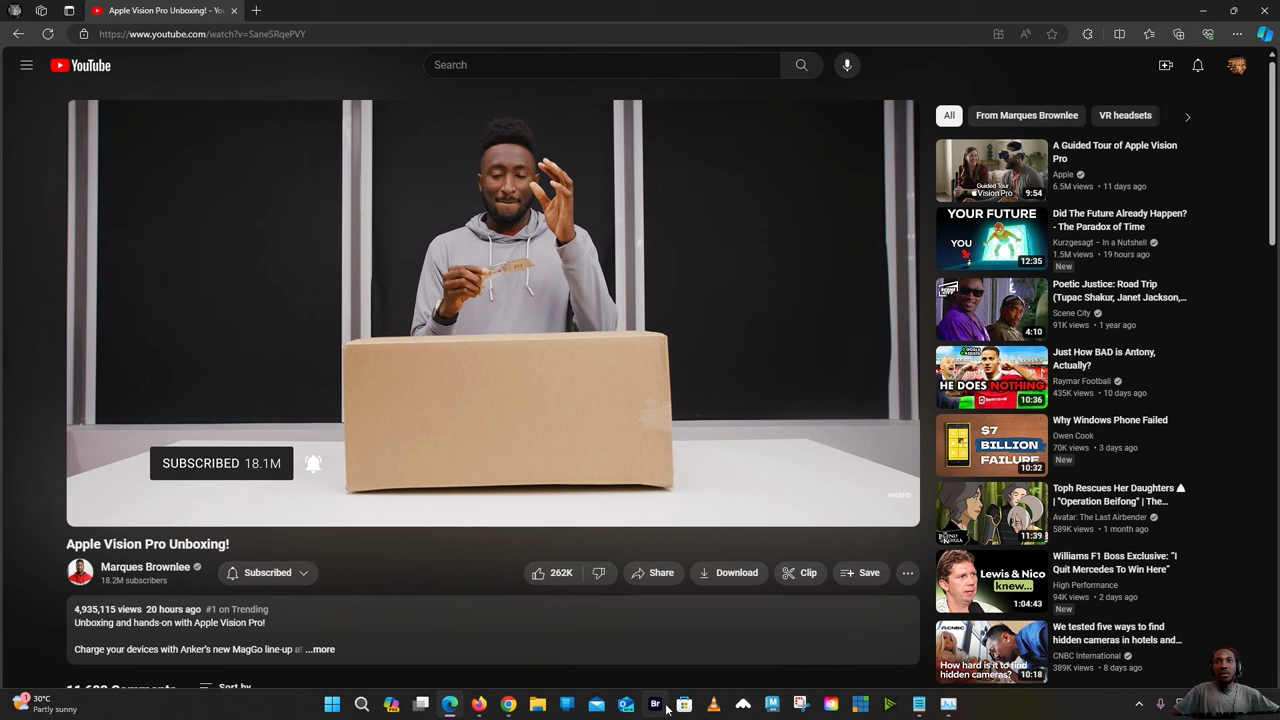 Apple Vision Pro Unboxing! - Yo
https://www.youtube.com/watch?v=SaneSRqePVY
YouTube
Search
SUBSCRIBED 18.1M
MKBHD
Apple Vision Pro Unboxing!
Marques Brownlee
18.2M subscribers
Subscribed
262K
Share
Download
Clip
Save
4,935,115 views 20 hours ago #1 on Trending
Unboxing and hands-on with Apple Vision Pro!
Charge your devices with Anker's new MagGo line-up at ...more
Sort by
All
From Marques Brownlee
VR headsets
Guided Tour
Vision Pro
9:54
A Guided Tour of Apple Vision
Pro
Apple
6.5M views • 11 days ago
YOUR FUTURE
YOU
12:35
Did The Future Already Happen?
- The Paradox of Time
Kurzgesagt – In a Nutshell
1.5M views • 19 hours ago
New
4:10
Poetic Justice: Road Trip
(Tupac Shakur, Janet Jackson,...
Scene City
91K views • 1 year ago
HE DOES NOTHING
10:36
Just How BAD is Antony,
Actually?
Raymar Football
435K views • 10 days ago
$7
BILLION
FAILURE
10:32
Why Windows Phone Failed
Owen Cook
70K views • 3 days ago
New
11:39
Toph Rescues Her Daughters
| "Operation Beifong" | The...
Avatar: The Last Airbender
589K views • 1 month ago
Lewis & Nico
knew...
1:04:43
Williams F1 Boss Exclusive: “I
Quit Mercedes To Win Here”
High Performance
94K views • 2 days ago
New
CNBC
How hard is it to find
hidden cameras?
10:18
We tested five ways to find
hidden cameras in hotels and...
CNBC International
389K views • 8 days ago
1
30°C
Partly sunny
Br